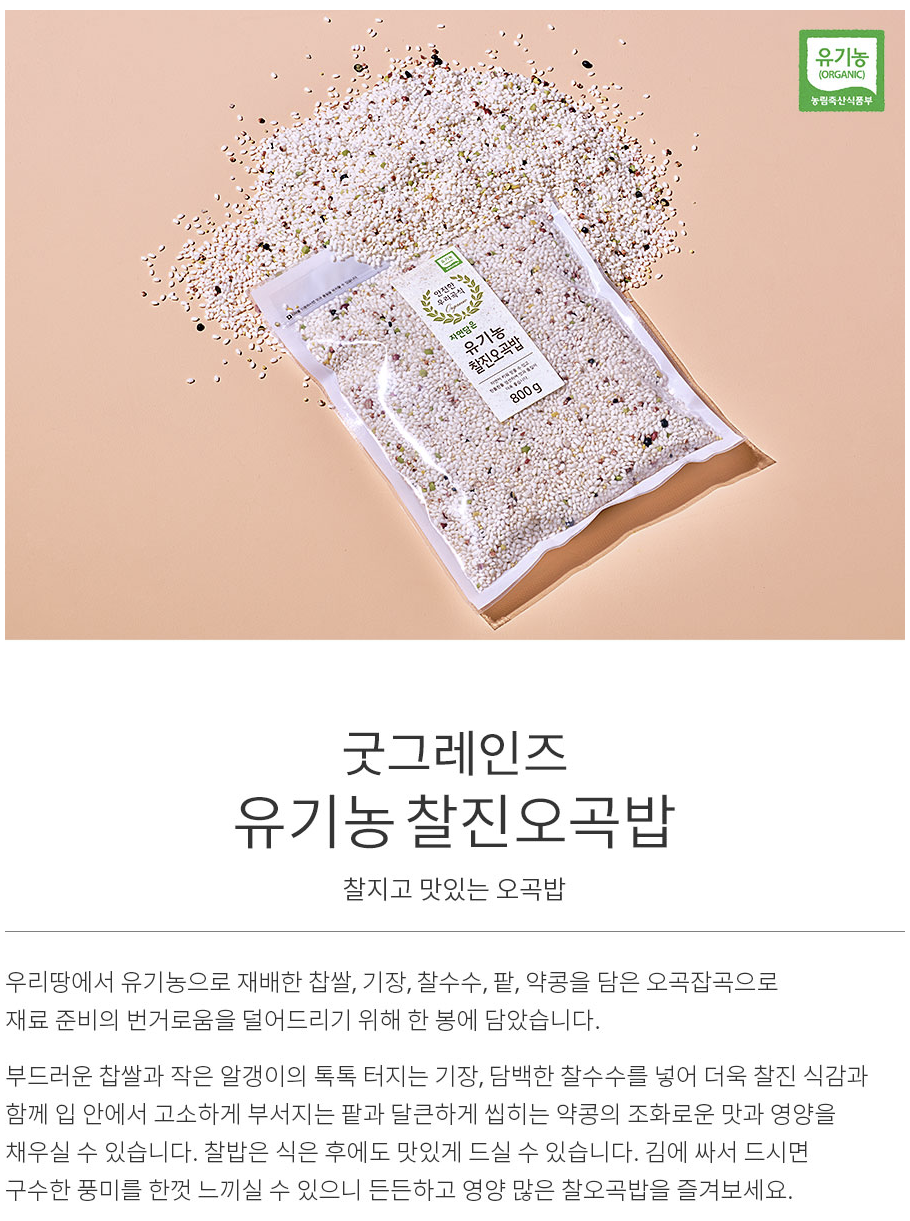 유기농
(ORGANIC)
농림축산식품부
안전한
우리곡식
자연담은
유기농
찰진오곡밥
800g
굿그레인즈
유기농 찰진오곡밥
찰지고 맛있는 오곡밥
우리땅에서 유기농으로 재배한 찹쌀, 기장, 찰수수, 팥, 약콩을 담은 오곡잡곡으로
재료 준비의 번거로움을 덜어드리기 위해 한 봉에 담았습니다.
부드러운 찹쌀과 작은 알갱이의 톡톡 터지는 기장, 담백한 찰수수를 넣어 더욱 찰진 식감과
함께 입 안에서 고소하게 부서지는 팥과 달큰하게 씹히는 약콩의 조화로운 맛과 영양을
채우실 수 있습니다. 찰밥은 식은 후에도 맛있게 드실 수 있습니다. 김에 싸서 드시면
구수한 풍미를 한껏 느끼실 수 있으니 든든하고 영양 많은 찰오곡밥을 즐겨보세요.